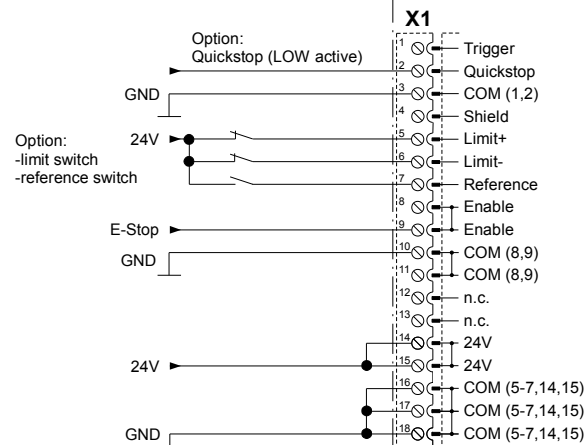 X1
Option:
Quickstop (LOW active)
1 Trigger
2 Quickstop
GND 3 COM (1,2)
4 Shield
Option:
-limit switch
-reference switch
24V 5 Limit+
6 Limit-
7 Reference
8 Enable
E-Stop 9 Enable
GND 10 COM (8,9)
11 COM (8,9)
12 n.c.
13 n.c.
14 24V
24V 15 24V
16 COM (5-7,14,15)
17 COM (5-7,14,15)
GND 18 COM (5-7,14,15)